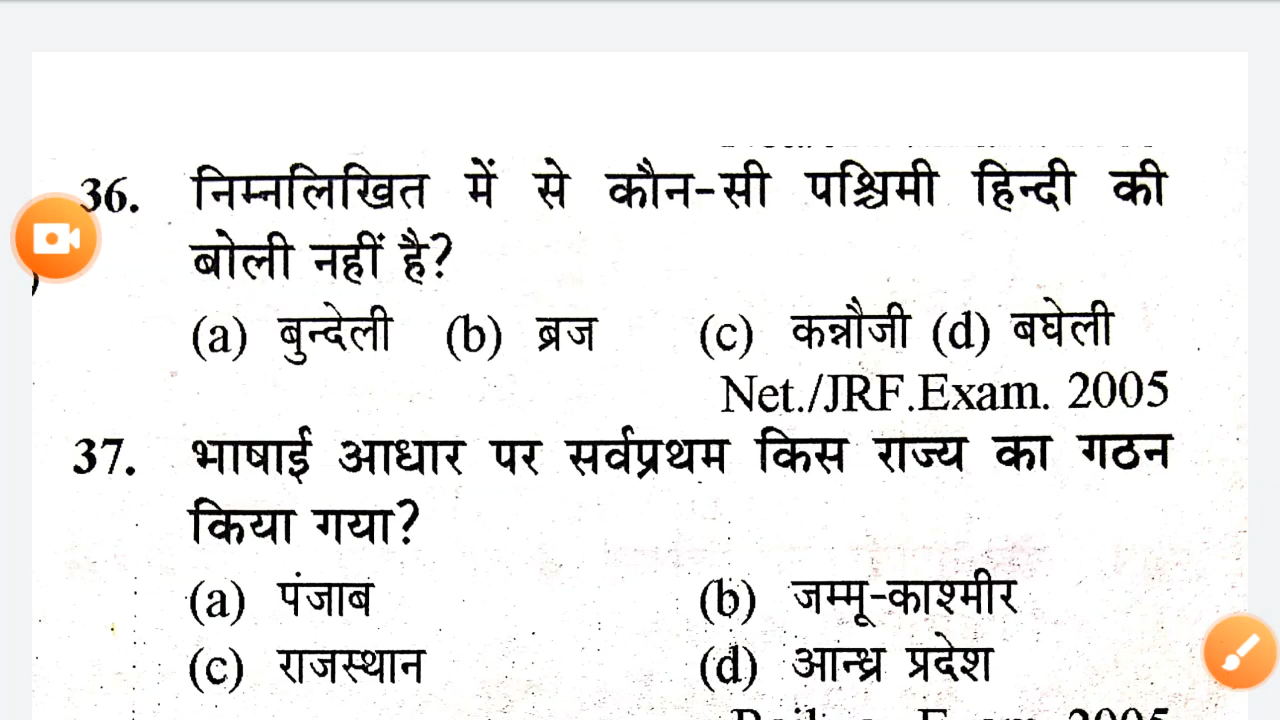 36. निम्नलिखित में से कौन-सी पश्चिमी हिन्दी की
बोली नहीं है?
(a) बुन्देली (b) ब्रज (c) कन्नौजी (d) बघेली
Net./JRF.Exam. 2005
37. भाषाई आधार पर सर्वप्रथम किस राज्य का गठन
किया गया?
(a) पंजाब (b) जम्मू-काश्मीर
(c) राजस्थान (d) आन्ध्र प्रदेश